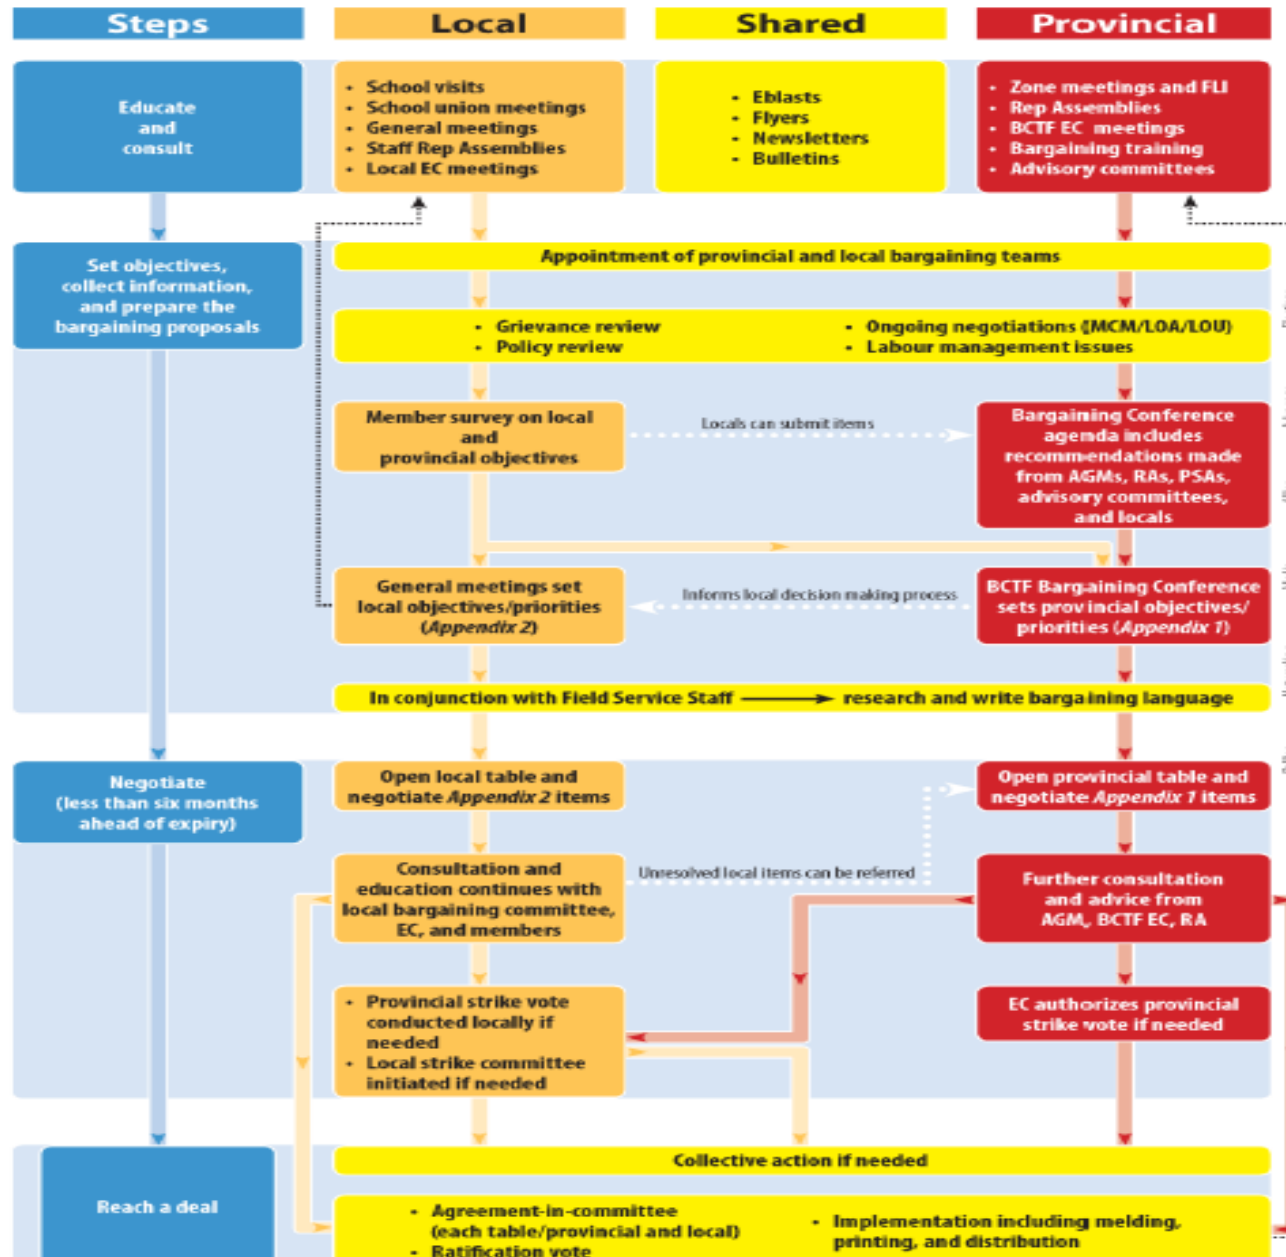 Steps
Local
Shared
Provincial
Educate
and
consult
• School visits
• School union meetings
• General meetings
• Staff Rep Assemblies
• Local EC meetings
• Eblasts
• Flyers
• Newsletters
• Bulletins
• Zone meetings and FLI
• Rep Assemblies
• BCTF EC meetings
• Bargaining training
• Advisory committees
Set objectives,
collect information,
and prepare the
bargaining proposals
Appointment of provincial and local bargaining teams
• Grievance review
• Policy review
• Ongoing negotiations (MCM/LOA/LOU)
• Labour management issues
Member survey on local
and
provincial objectives
Locals can submit items
Bargaining Conference
agenda includes
recommendations made
from AGMs, RAs, PSAs,
advisory committees,
and locals
General meetings set
local objectives/priorities
(Appendix 2)
Informs local decision making process
BCTF Bargaining Conference
sets provincial objectives/
priorities (Appendix 1)
In conjunction with Field Service Staff → research and write bargaining language
Negotiate
(less than six months
ahead of expiry)
Open local table and
negotiate Appendix 2 items
Open provincial table and
negotiate Appendix 1 items
Consultation and
education continues with
local bargaining committee,
EC, and members
Unresolved local items can be referred
Further consultation
and advice from
AGM, BCTF EC, RA
• Provincial strike vote
conducted locally if
needed
• Local strike committee
initiated if needed
EC authorizes provincial
strike vote if needed
Reach a deal
Collective action if needed
• Agreement-in-committee
(each table/provincial and local)
• Ratification vote
• Implementation including melding,
printing, and distribution